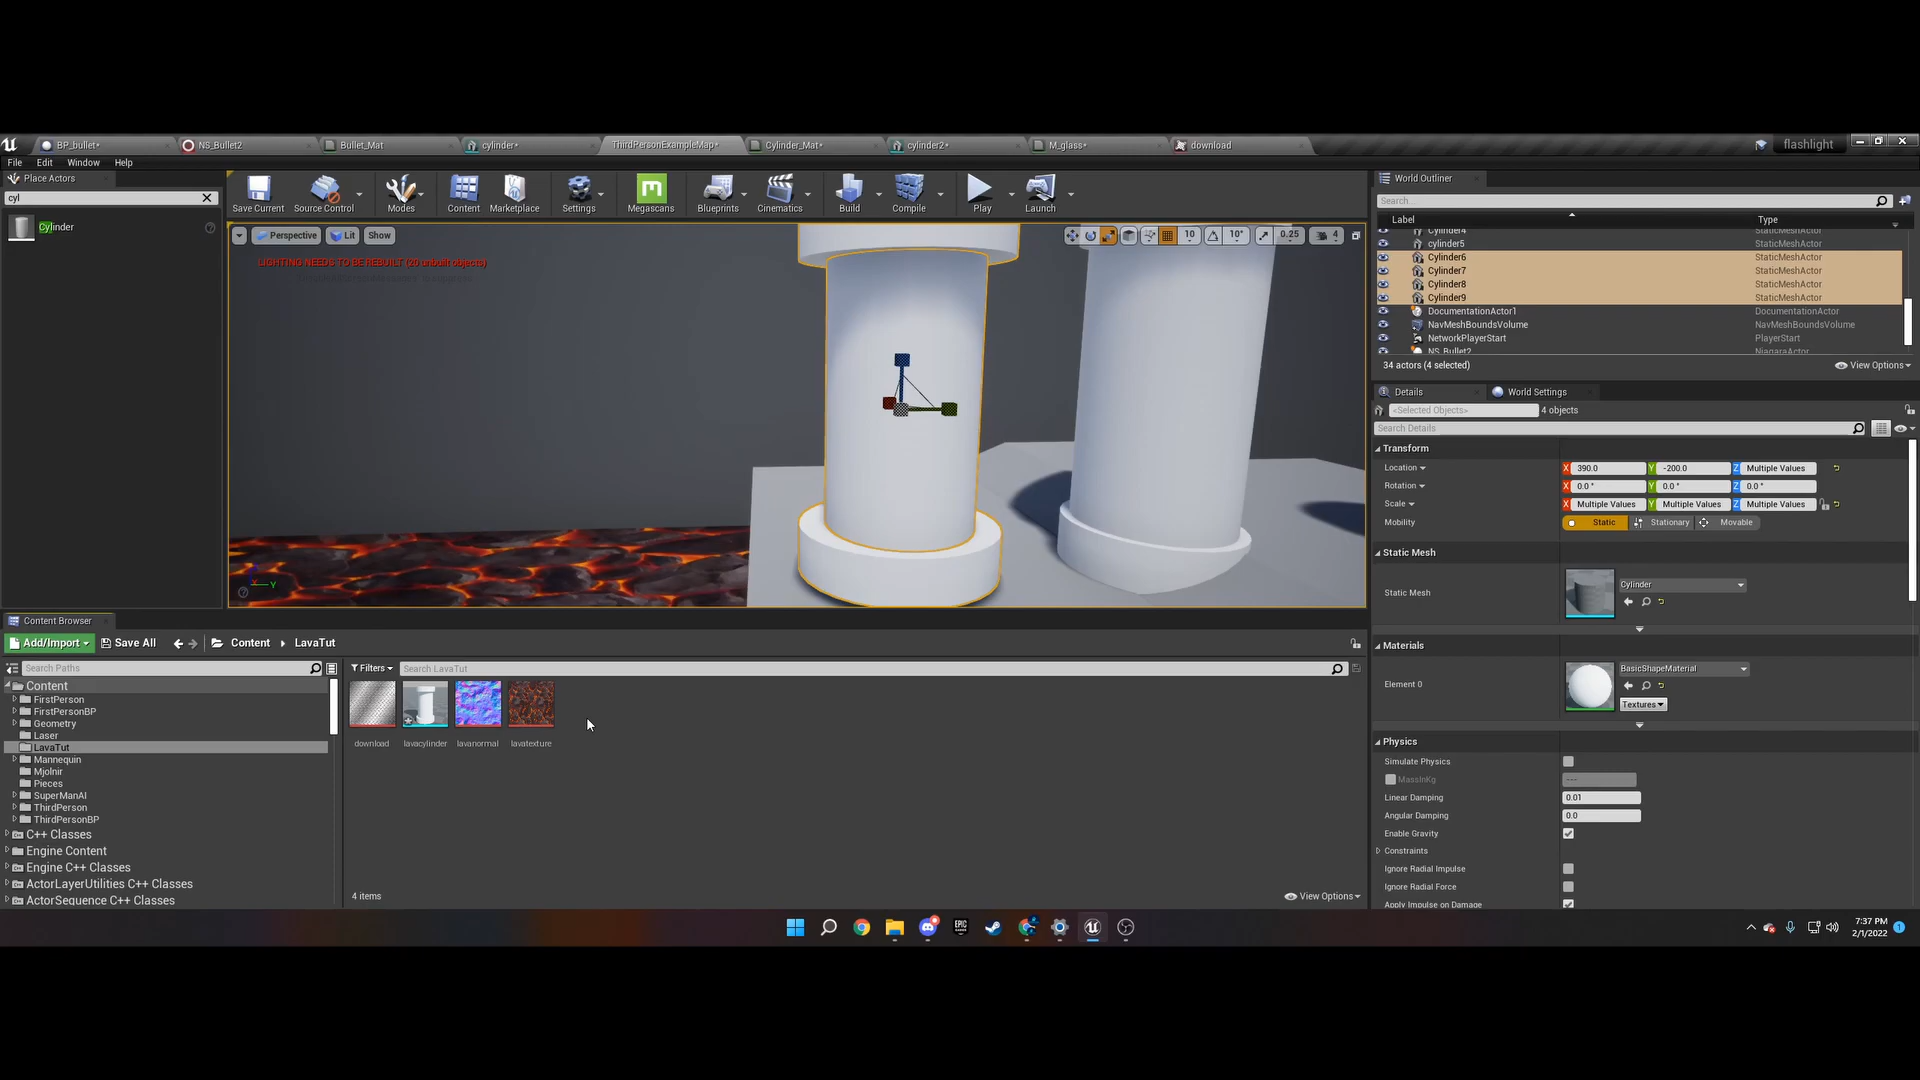 BP_bullet*
NS_Bullet2
Bullet_Mat
cylinder*
ThirdPersonExampleMap*
Cylinder_Mat*
cylinder2*
M_glass*
download
flashlight
File Edit Window Help
Place Actors
cyl
Cylinder
Save Current
Source Control
Modes
Content
Marketplace
Settings
Megascans
Blueprints
Cinematics
Build
Compile
Play
Launch
Perspective
Lit
Show
10
10°
0.25
4
LIGHTING NEEDS TO BE REBUILT (20 unbuilt objects)
Y
World Outliner
Search...
Label Type
Cylinder4 StaticMeshActor
cylinder5 StaticMeshActor
Cylinder6 StaticMeshActor
Cylinder7 StaticMeshActor
Cylinder8 StaticMeshActor
Cylinder9 StaticMeshActor
DocumentationActor1 DocumentationActor
NavMeshBoundsVolume NavMeshBoundsVolume
NetworkPlayerStart PlayerStart
NS_Bullet2 NiagaraActor
34 actors (4 selected)
View Options
Details
World Settings
<Selected Objects> 4 objects
Search Details
Transform
Location X 390.0 Y -200.0 Z Multiple Values
Rotation X 0.0 ° Y 0.0 ° Z 0.0 °
Scale X Multiple Values Y Multiple Values Z Multiple Values
Mobility Static Stationary Movable
Static Mesh
Static Mesh Cylinder
Materials
Element 0 BasicShapeMaterial
Textures
Physics
Simulate Physics
MassInKg ---
Linear Damping 0.01
Angular Damping 0.0
Enable Gravity
Constraints
Ignore Radial Impulse
Ignore Radial Force
Apply Impulse on Damage
Content Browser
Add/Import Save All Content LavaTut
Search Paths
Filters Search LavaTut
Content
FirstPerson
FirstPersonBP
Geometry
Laser
LavaTut
Mannequin
Mjolnir
Pieces
SuperManAI
ThirdPerson
ThirdPersonBP
C++ Classes
Engine Content
Engine C++ Classes
ActorLayerUtilities C++ Classes
ActorSequence C++ Classes
download
lavacylinder
lavanormal
lavatexture
4 items
View Options
EPIC
7:37 PM
2/1/2022
1